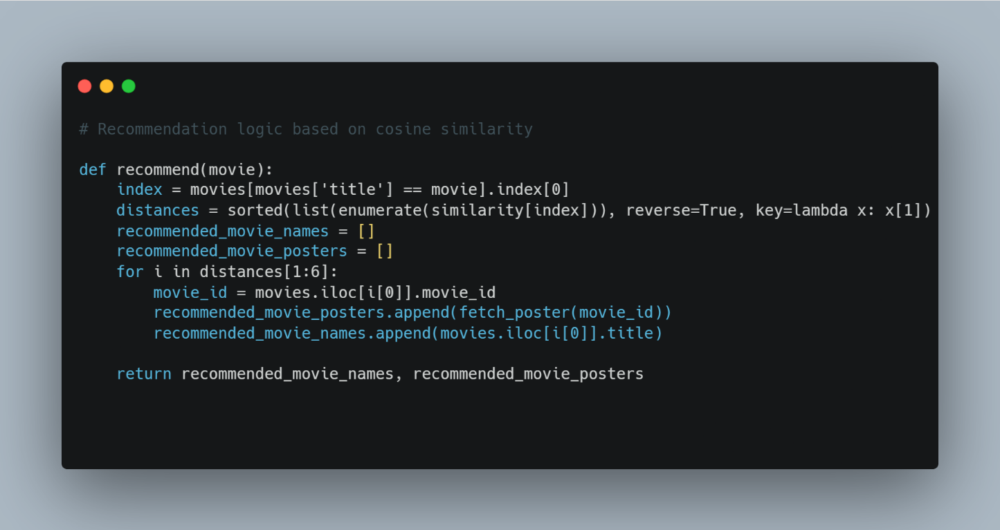 # Recommendation logic based on cosine similarity
def recommend(movie):
    index = movies[movies['title'] == movie].index[0]
    distances = sorted(list(enumerate(similarity[index])), reverse=True, key=lambda x: x[1])
    recommended_movie_names = []
    recommended_movie_posters = []
    for i in distances[1:6]:
        movie_id = movies.iloc[i[0]].movie_id
        recommended_movie_posters.append(fetch_poster(movie_id))
        recommended_movie_names.append(movies.iloc[i[0]].title)
    return recommended_movie_names, recommended_movie_posters